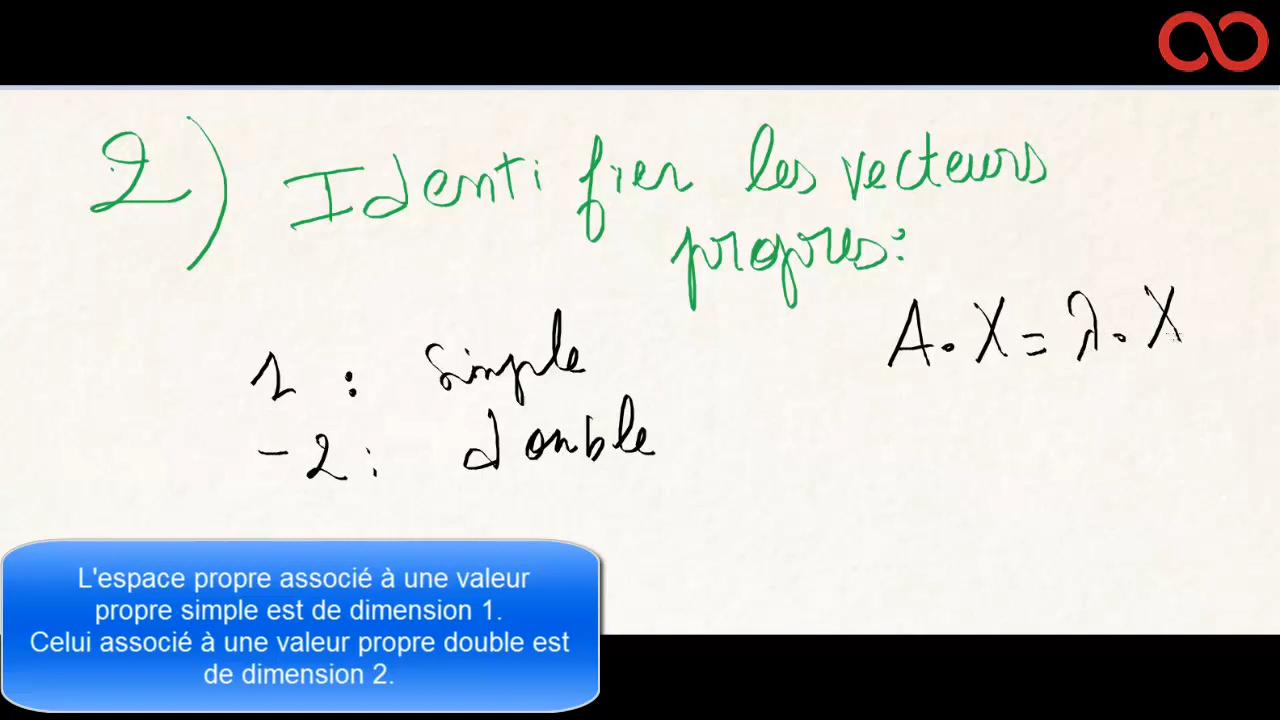 2) Identifier les vecteurs
propres:
A. X = λ. X
1 : simple
-2 : double
L'espace propre associé à une valeur
propre simple est de dimension 1.
Celui associé à une valeur propre double est
de dimension 2.